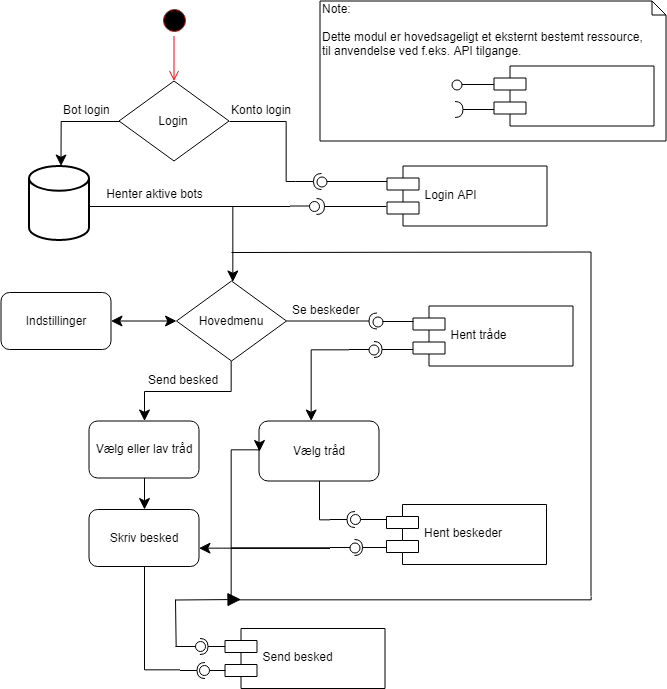 Note:
Dette modul er hovedsageligt et eksternt bestemt ressource,
til anvendelse ved f.eks. API tilgange.
Bot login
Konto login
Login
Henter aktive bots
Login API
Indstillinger
Hovedmenu
Se beskeder
Hent tråde
Send besked
Vælg eller lav tråd
Vælg tråd
Skriv besked
Hent beskeder
Send besked